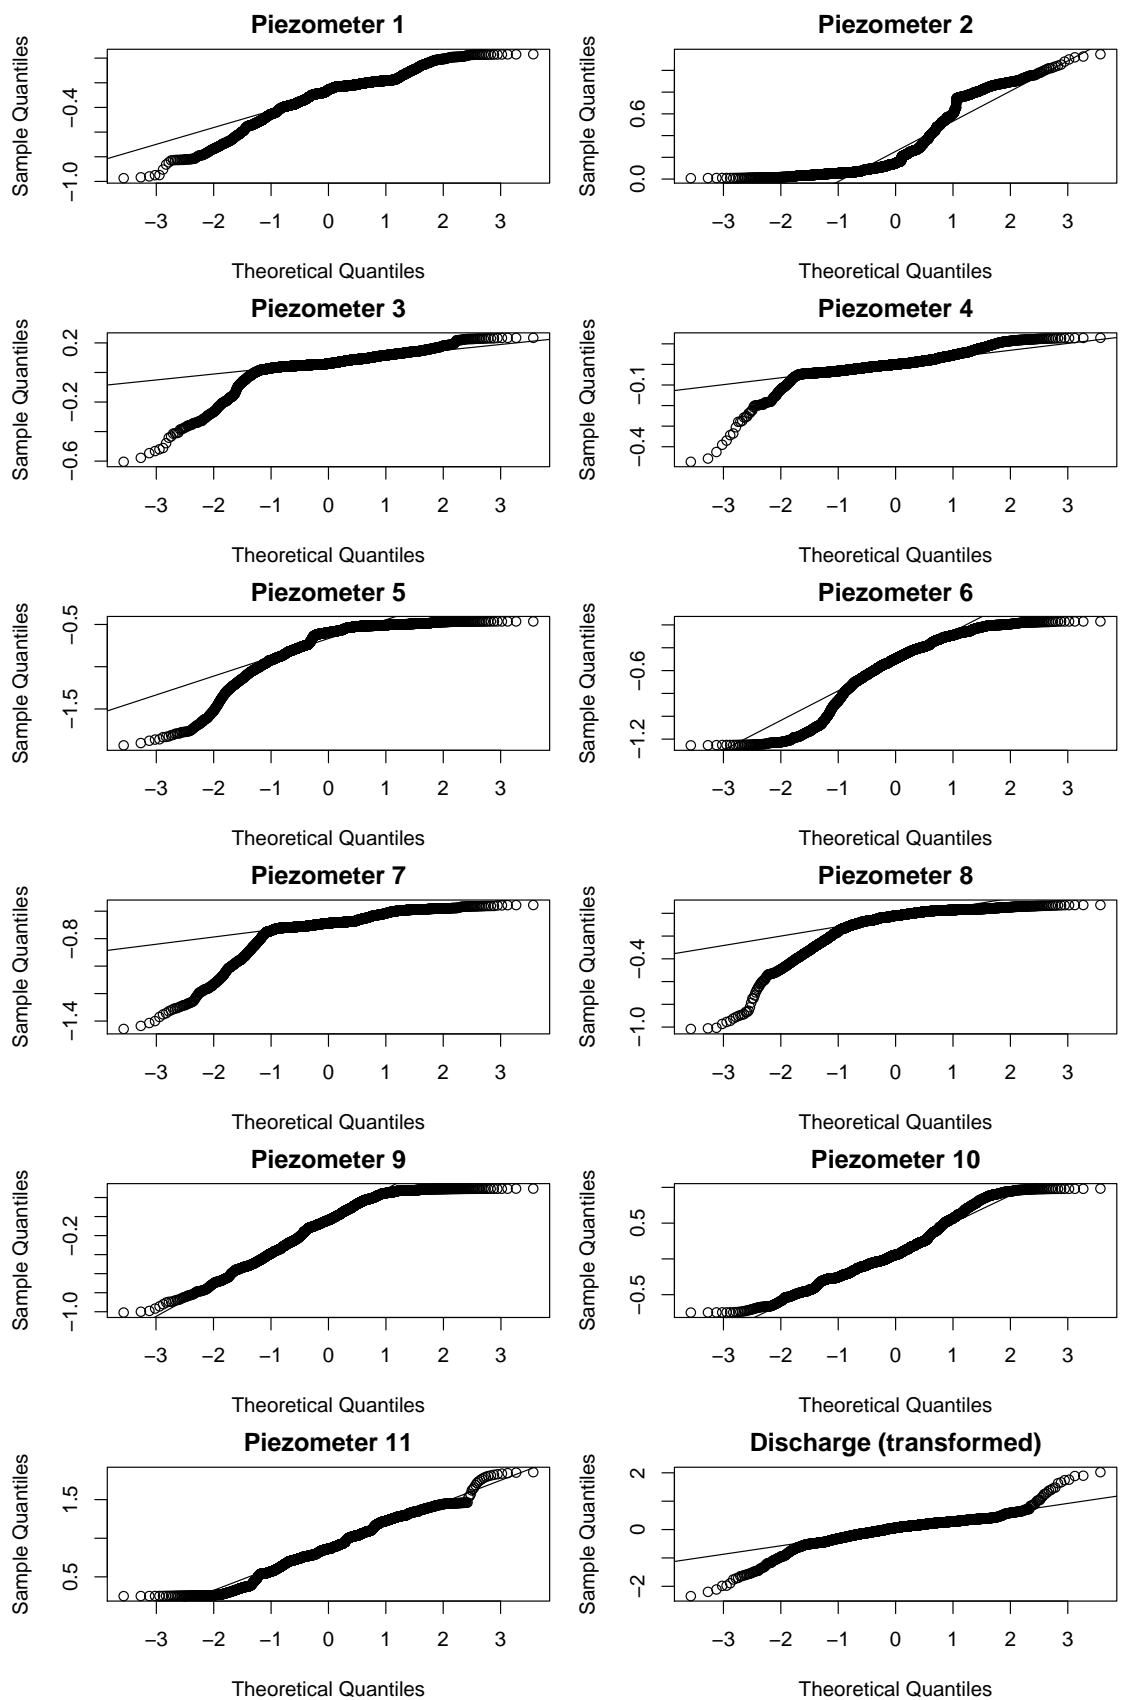 Piezometer 1
Sample Quantiles
−1.0 −0.4
−3 −2 −1 0 1 2 3
Theoretical Quantiles
Piezometer 2
Sample Quantiles
0.0 0.6
−3 −2 −1 0 1 2 3
Theoretical Quantiles
Piezometer 3
Sample Quantiles
−0.6 −0.2 0.2
−3 −2 −1 0 1 2 3
Theoretical Quantiles
Piezometer 4
Sample Quantiles
−0.4 −0.1
−3 −2 −1 0 1 2 3
Theoretical Quantiles
Piezometer 5
Sample Quantiles
−1.5 −0.5
−3 −2 −1 0 1 2 3
Theoretical Quantiles
Piezometer 6
Sample Quantiles
−1.2 −0.6
−3 −2 −1 0 1 2 3
Theoretical Quantiles
Piezometer 7
Sample Quantiles
−1.4 −0.8
−3 −2 −1 0 1 2 3
Theoretical Quantiles
Piezometer 8
Sample Quantiles
−1.0 −0.4
−3 −2 −1 0 1 2 3
Theoretical Quantiles
Piezometer 9
Sample Quantiles
−1.0 −0.2
−3 −2 −1 0 1 2 3
Theoretical Quantiles
Piezometer 10
Sample Quantiles
−0.5 0.5
−3 −2 −1 0 1 2 3
Theoretical Quantiles
Piezometer 11
Sample Quantiles
0.5 1.5
−3 −2 −1 0 1 2 3
Theoretical Quantiles
Discharge (transformed)
Sample Quantiles
−2 0 2
−3 −2 −1 0 1 2 3
Theoretical Quantiles